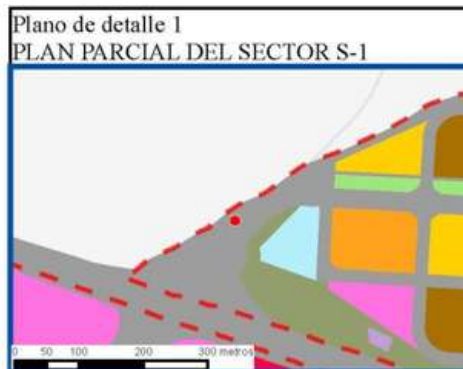 Plano de detalle 1
PLAN PARCIAL DEL SECTOR S-1
0 50 100 200 300 metros